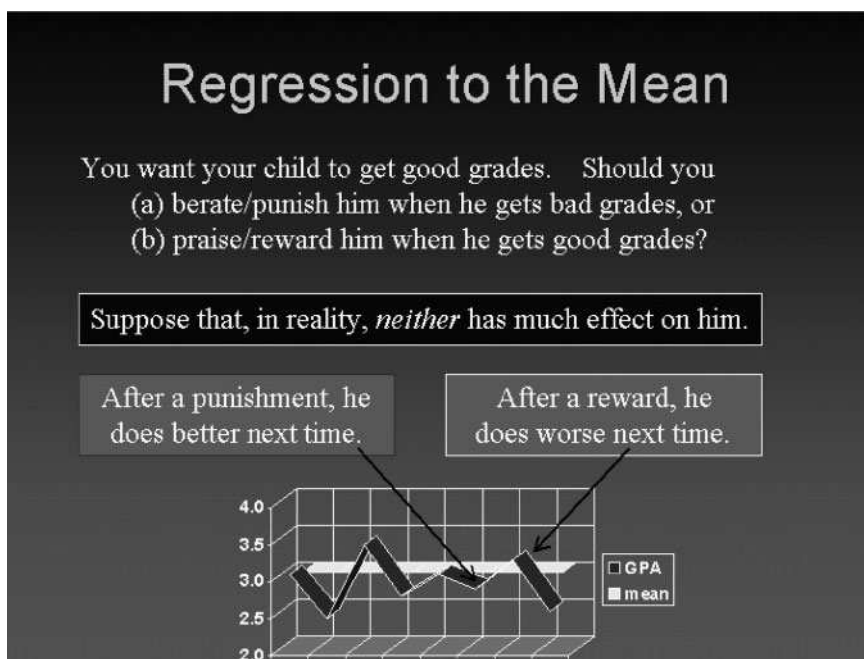 Regression to the Mean
You want your child to get good grades. Should you
(a) berate/punish him when he gets bad grades, or
(b) praise/reward him when he gets good grades?
Suppose that, in reality, neither has much effect on him.
After a punishment, he
does better next time.
After a reward, he
does worse next time.
4.0
3.5
3.0
2.5
2.0
GPA
mean